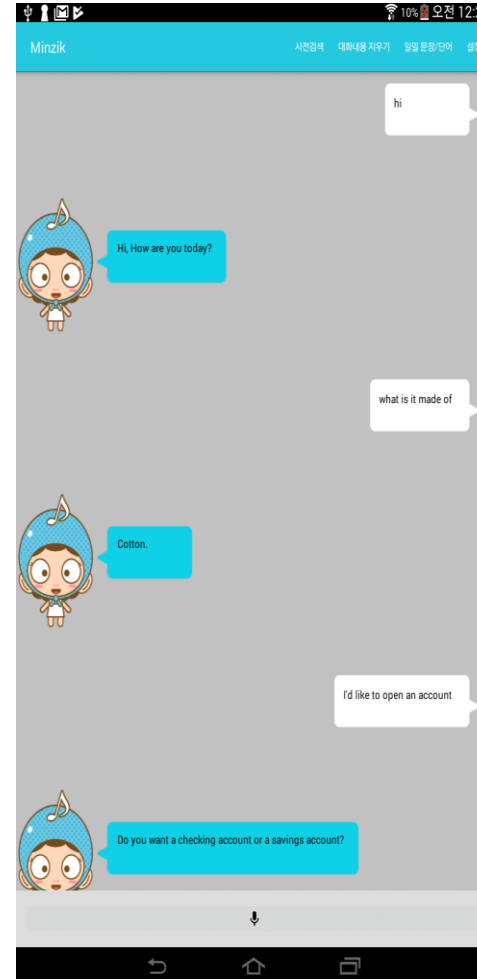 10% 오전 12:
Minzik 사전검색 대화내용 지우기 일일 문장/단어
hi
Hi, How are you today?
what is it made of
Cotton.
I'd like to open an account
Do you want a checking account or a savings account?